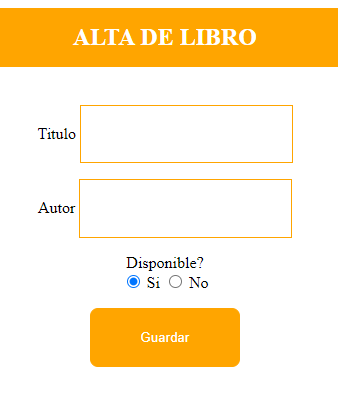 ALTA DE LIBRO
Titulo
Autor
Disponible?
Si No
Guardar